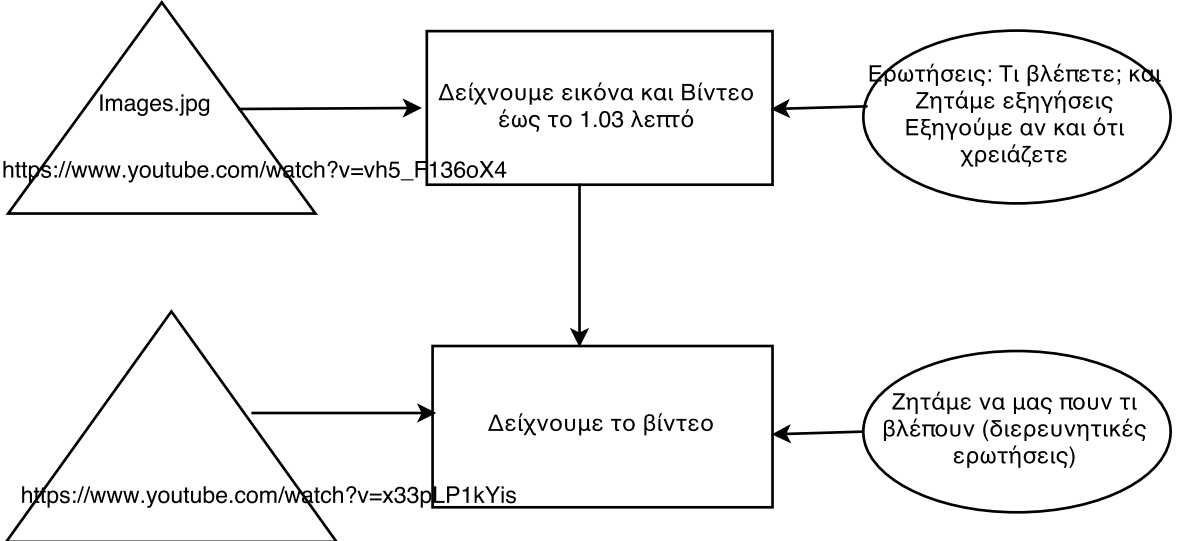 Images.jpg
https://www.youtube.com/watch?v=vh5_F136oX4
Δείχνουμε εικόνα και Βίντεο
έως το 1.03 λεπτό
Ερωτήσεις: Τι βλέπετε; και
Ζητάμε εξηγήσεις
Εξηγούμε αν και ότι
χρειάζετε
https://www.youtube.com/watch?v=x33pLP1kYis
Δείχνουμε το βίντεο
Ζητάμε να μας πουν τι
βλέπουν (διερευνητικές
ερωτήσεις)